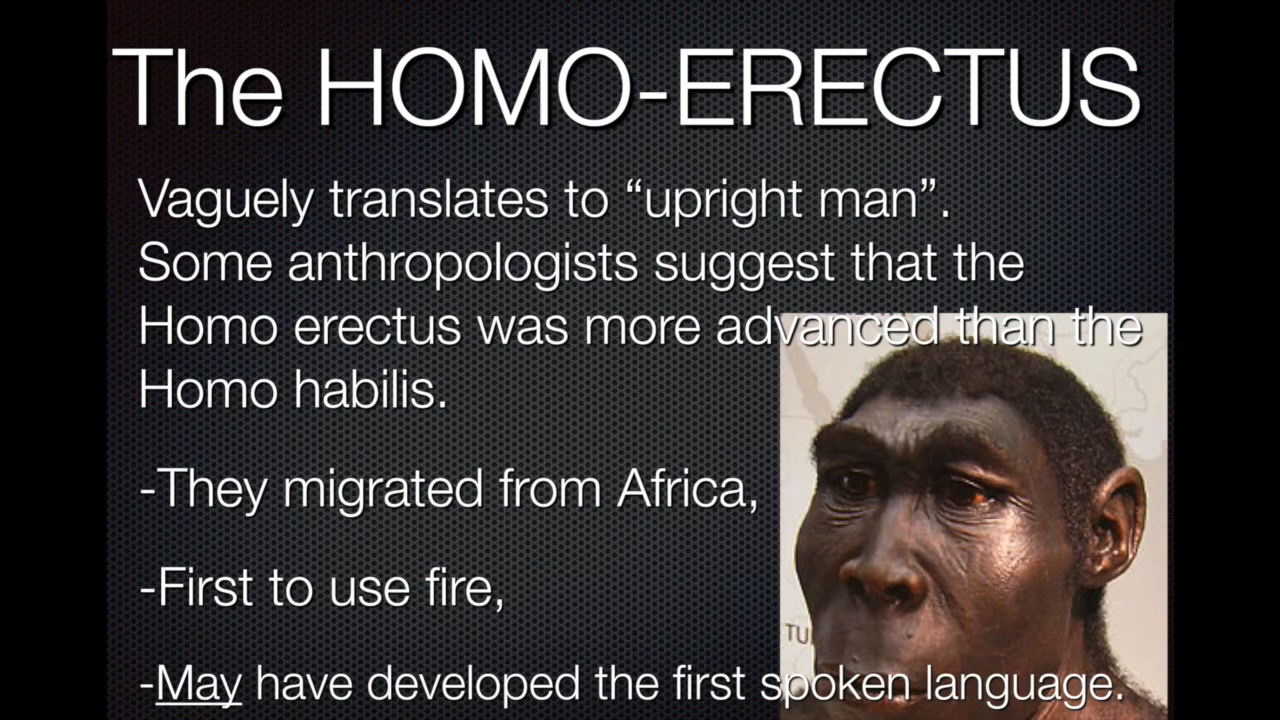 The HOMO-ERECTUS
Vaguely translates to “upright man”.
Some anthropologists suggest that the
Homo erectus was more advanced than the
Homo habilis.
-They migrated from Africa,
-First to use fire,
TU
-May have developed the first spoken language.